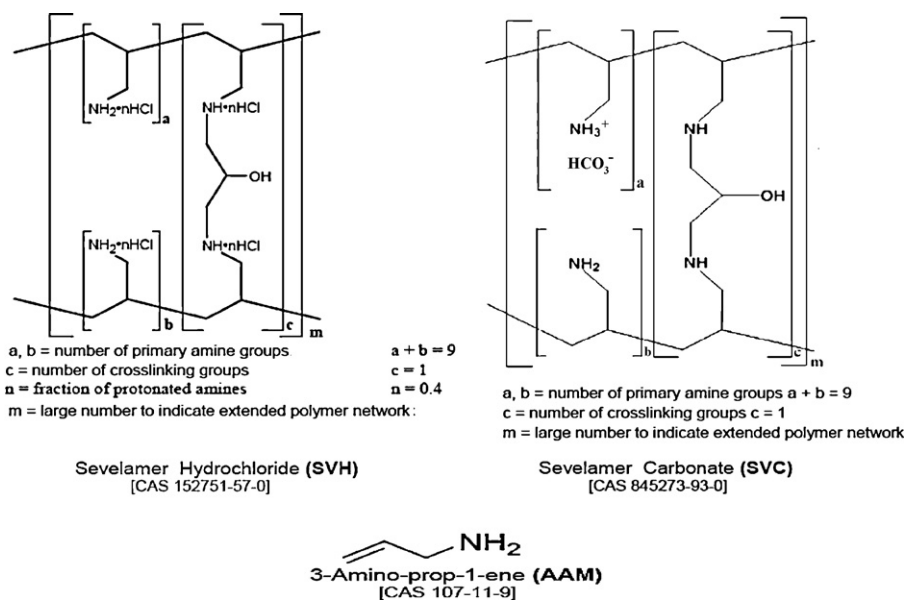 NH₂•nHCl
a
NH•nHCl
OH
NH₂•nHCl
b
NH•nHCl
c
m
a, b = number of primary amine groups a + b = 9
c = number of crosslinking groups c = 1
n = fraction of protonated amines n = 0.4
m = large number to indicate extended polymer network:
Sevelamer Hydrochloride (SVH)
[CAS 152751-57-0]
NH₃⁺
HCO₃⁻
a
NH
OH
NH₂
b
NH
c
m
a, b = number of primary amine groups a + b = 9
c = number of crosslinking groups c = 1
m = large number to indicate extended polymer network
Sevelamer Carbonate (SVC)
[CAS 845273-93-0]
NH₂
3-Amino-prop-1-ene (AAM)
[CAS 107-11-9]